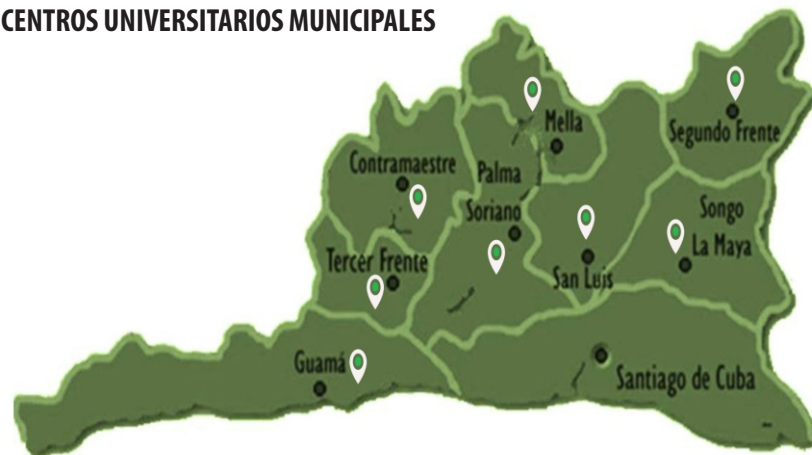 CENTROS UNIVERSITARIOS MUNICIPALES
Mella
Segundo Frente
Contramaestre
Palma
Soriano
Songo
La Maya
Tercer Frente
San Luis
Guamá
Santiago de Cuba